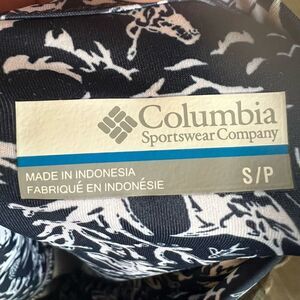 Columbia
Sportswear Company
MADE IN INDONESIA
FABRIQUÉ EN INDONÉSIE
S/P